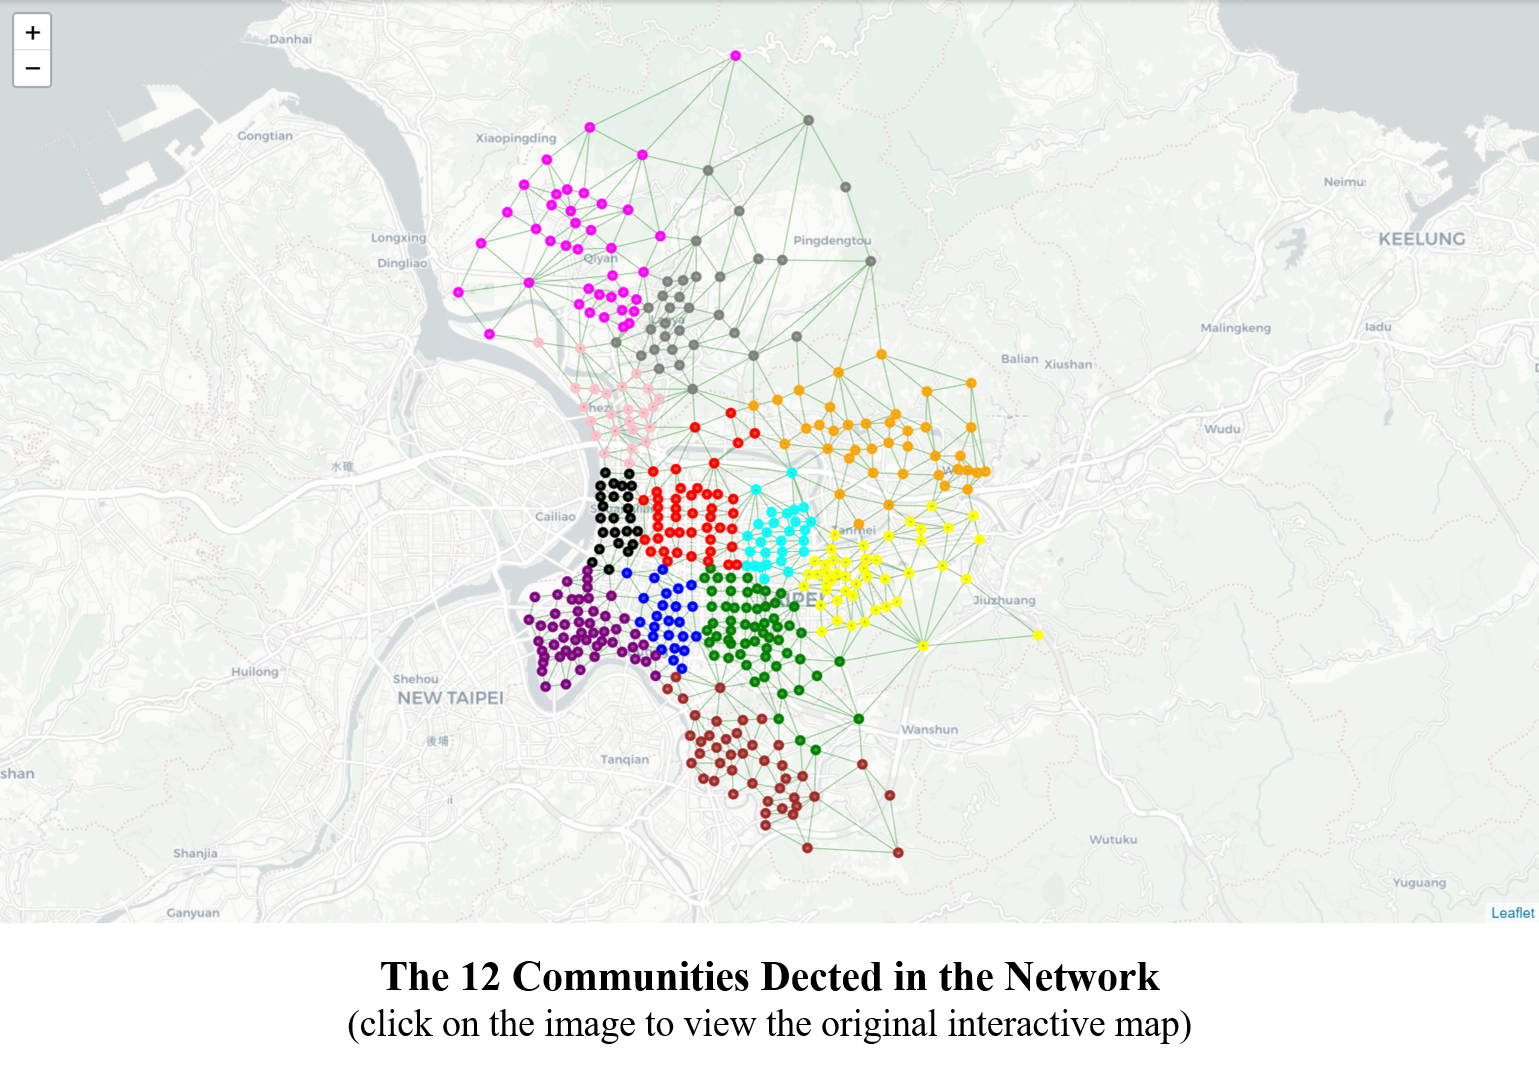 +
−
Danhai
Gongtian
Xiaopingding
Neimu
Longxing
Pingdengtou
KEELUNG
Dingliao
Qiyan
Malingkeng
Iadu
Balian
Xiushan
Wudu
水碓
Cailiao
Tanmei
TAIPEI
Jiuzhuang
Huilong
Shehou
NEW TAIPEI
Wanshun
後埔
Tanqian
shan
Shanjia
Wutuku
Yuguang
Ganyuan
Leaflet
The 12 Communities Dected in the Network
(click on the image to view the original interactive map)